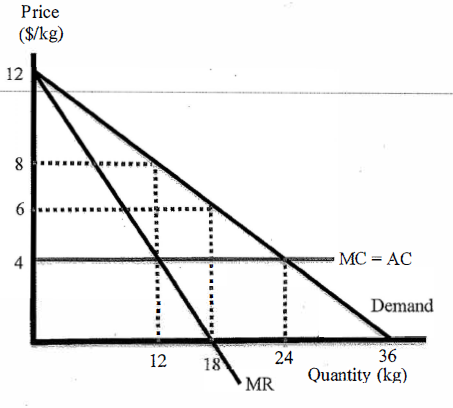 Price
($/kg)
12
8
6
4
MC = AC
Demand
12
18
24
36
MR
Quantity (kg)